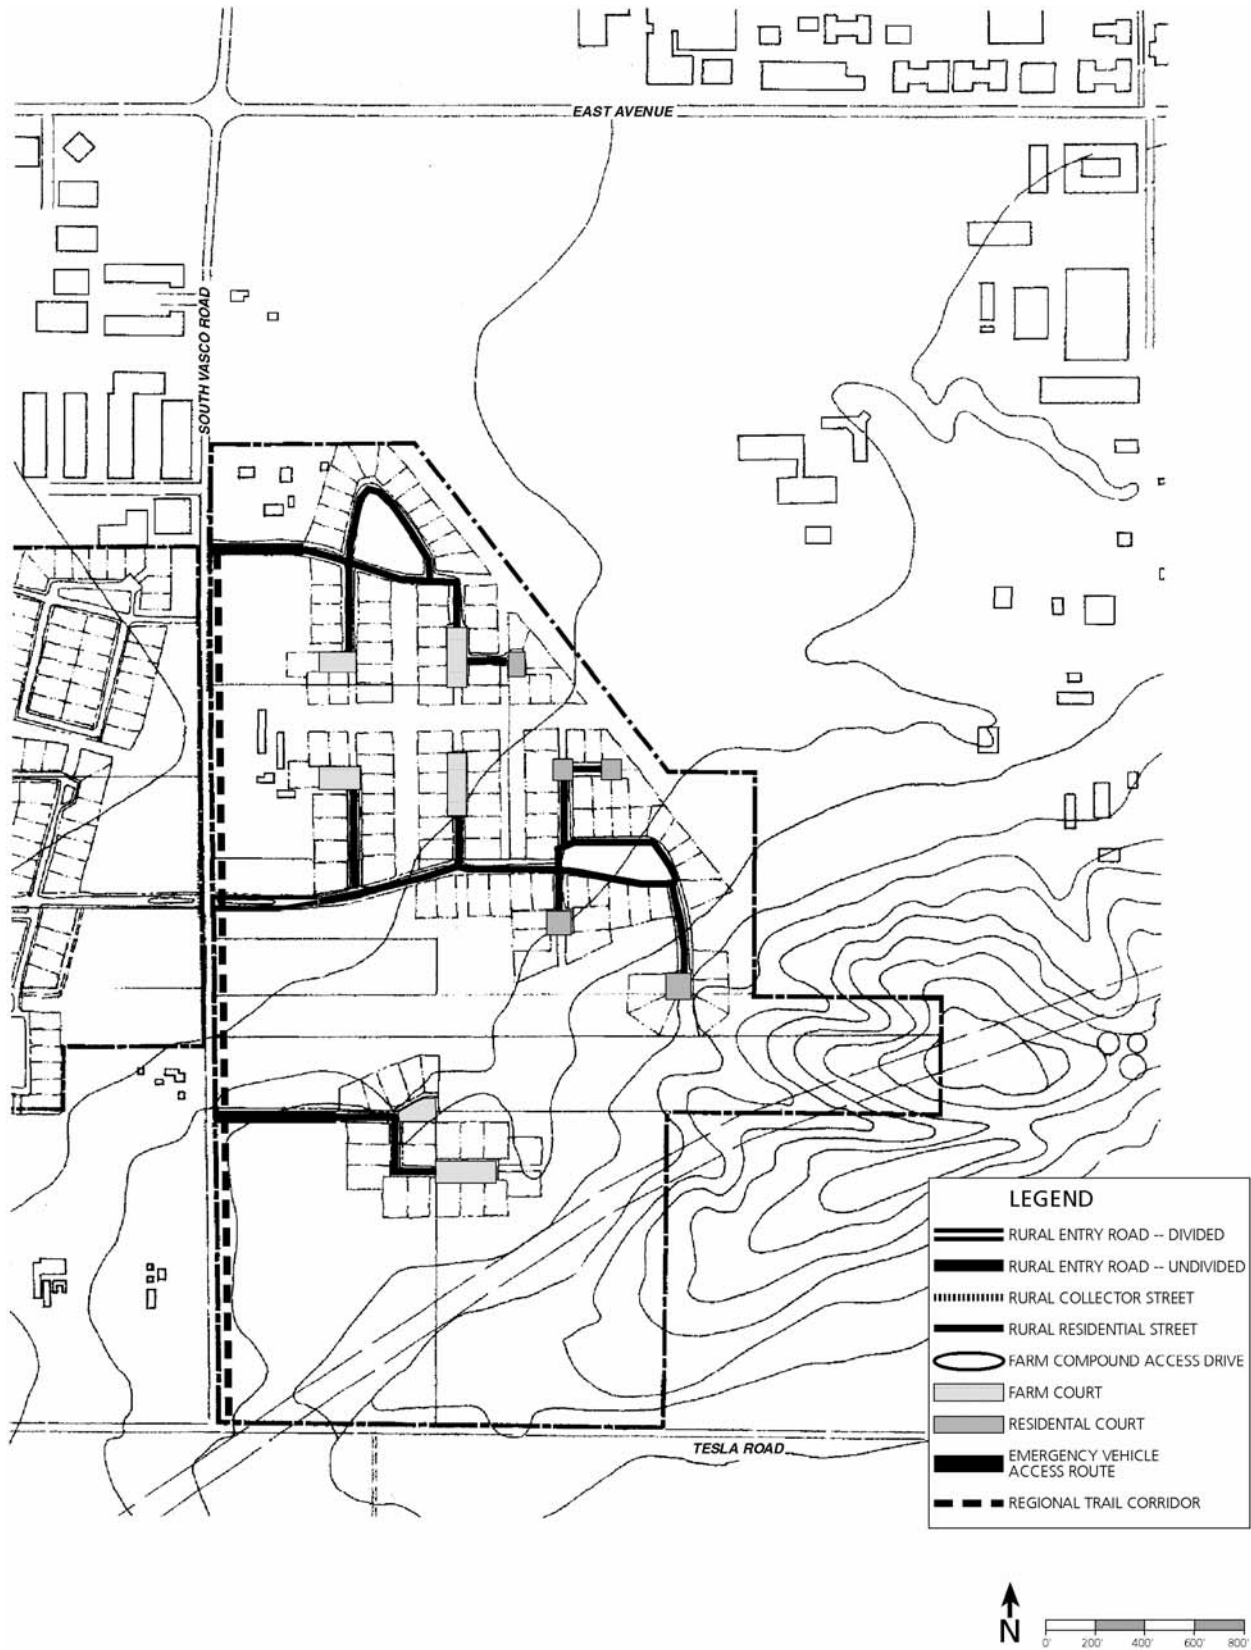 EAST AVENUE
SOUTH VASCO ROAD
LEGEND
RURAL ENTRY ROAD -- DIVIDED
RURAL ENTRY ROAD -- UNDIVIDED
RURAL COLLECTOR STREET
RURAL RESIDENTIAL STREET
FARM COMPOUND ACCESS DRIVE
FARM COURT
RESIDENTAL COURT
EMERGENCY VEHICLE
ACCESS ROUTE
REGIONAL TRAIL CORRIDOR
TESLA ROAD
N
0' 200' 400' 600' 800'